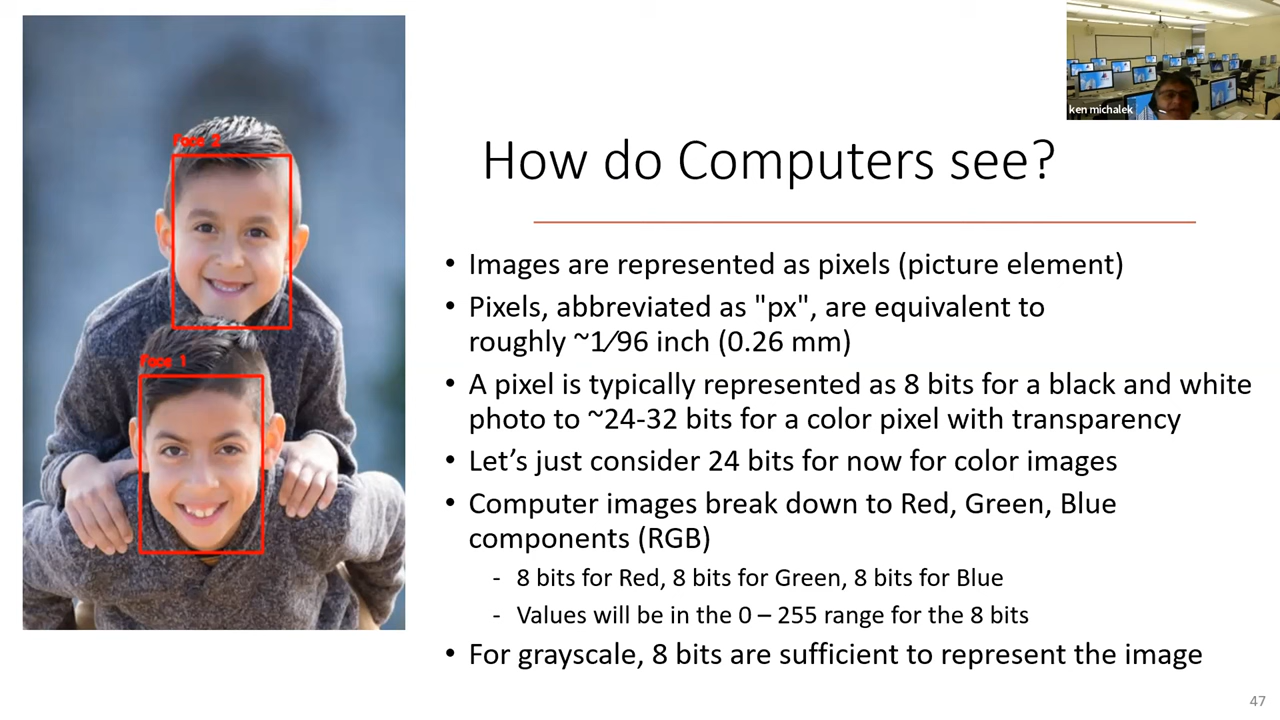 ken michalek
face 2
face 1
How do Computers see?
• Images are represented as pixels (picture element)
• Pixels, abbreviated as "px", are equivalent to
roughly ~1⁄96 inch (0.26 mm)
• A pixel is typically represented as 8 bits for a black and white
photo to ~24-32 bits for a color pixel with transparency
• Let’s just consider 24 bits for now for color images
• Computer images break down to Red, Green, Blue
components (RGB)
- 8 bits for Red, 8 bits for Green, 8 bits for Blue
- Values will be in the 0 – 255 range for the 8 bits
• For grayscale, 8 bits are sufficient to represent the image
47